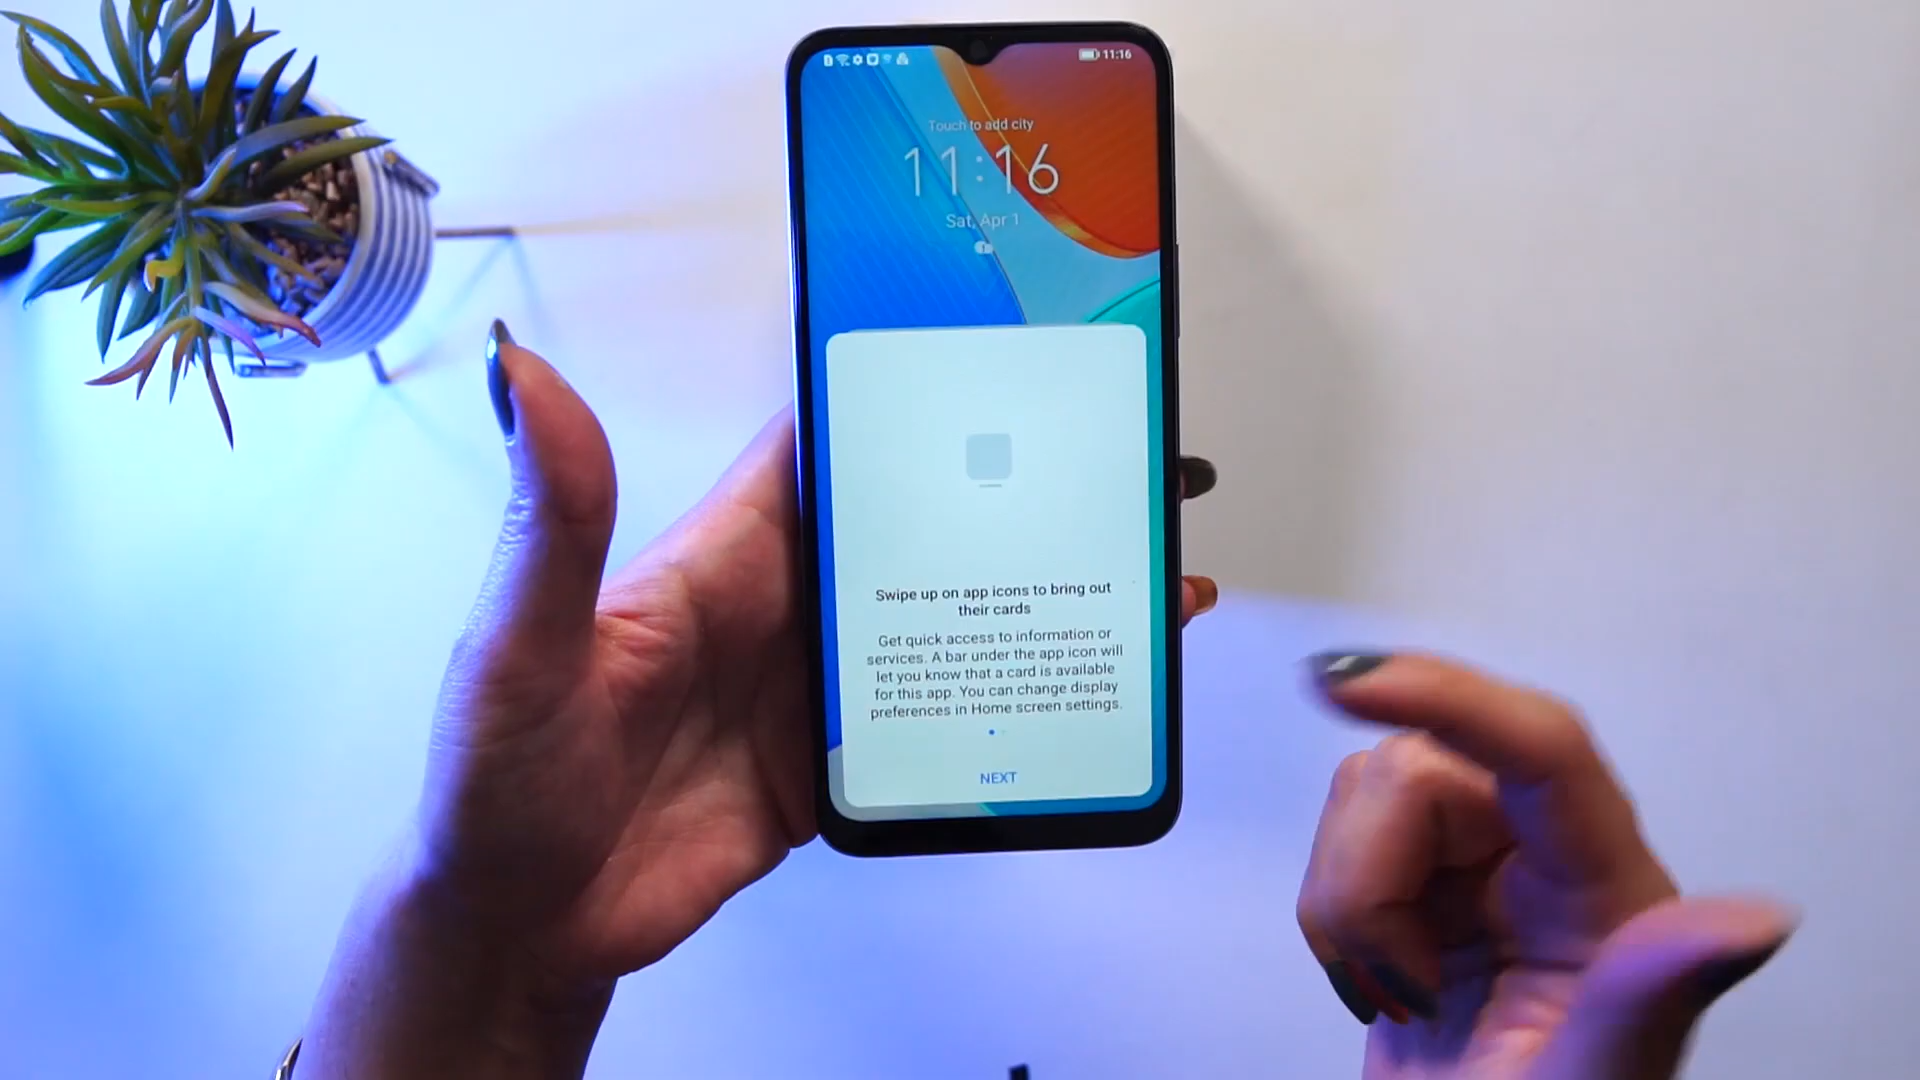 11:16
Touch to add city
11:16
Sat, Apr 1
Swipe up on app icons to bring out
their cards
Get quick access to information or
services. A bar under the app icon will
let you know that a card is available
for this app. You can change display
preferences in Home screen settings.
NEXT